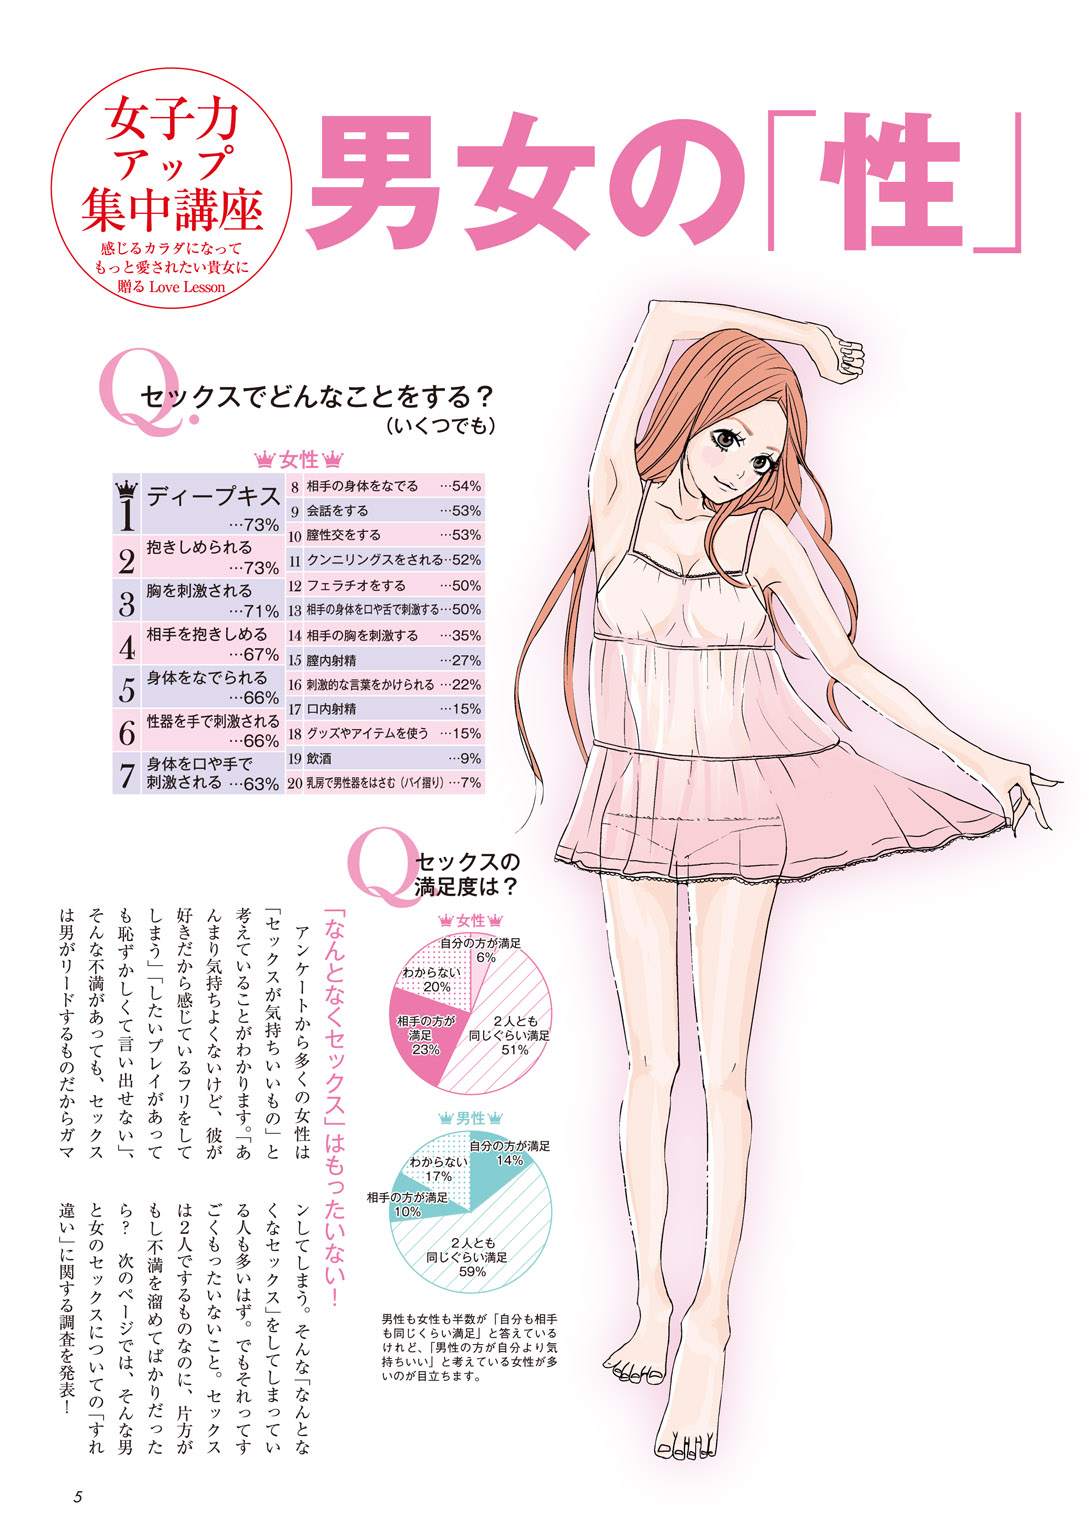 女子力
アップ
集中講座
感じるカラダになって
もっと愛されたい貴女に
贈る Love Lesson
男女の「性」
Q.
セックスでどんなことをする？
（いくつでも）
女性
1 ディープキス …73%
2 抱きしめられる …73%
3 胸を刺激される …71%
4 相手を抱きしめる …67%
5 身体をなでられる …66%
6 性器を手で刺激される …66%
7 身体を口や手で
刺激される …63%
8 相手の身体をなでる …54%
9 会話をする …53%
10 膣性交をする …53%
11 クンニリングスをされる…52%
12 フェラチオをする …50%
13 相手の身体を口や舌で刺激する…50%
14 相手の胸を刺激する …35%
15 膣内射精 …27%
16 刺激的な言葉をかけられる …22%
17 口内射精 …15%
18 グッズやアイテムを使う …15%
19 飲酒 …9%
20 乳房で男性器をはさむ（パイ摺り）…7%
Q.
セックスの
満足度は？
女性
自分の方が満足
6%
わからない
20%
相手の方が
満足
23%
２人とも
同じぐらい満足
51%
男性
自分の方が満足
14%
わからない
17%
相手の方が満足
10%
２人とも
同じぐらい満足
59%
男性も女性も半数が「自分も相手
も同じくらい満足」と答えている
けれど、「男性の方が自分より気
持ちいい」と考えている女性が多
いのが目立ちます。
「なんとなくセックス」はもったいない！
アンケートから多くの女性は
「セックスが気持ちいいもの」と
考えていることがわかります。「あ
んまり気持ちよくないけど、彼が
好きだから感じているフリをして
しまう」「したいプレイがあって
も恥ずかしくて言い出せない」、
そんな不満があっても、セックス
は男がリードするものだからガマ
ンしてしまう。そんな「なんとな
くなセックス」をしてしまってい
る人も多いはず。でもそれってす
ごくもったいないこと。セックス
は２人でするものなのに、片方が
もし不満を溜めてばかりだった
ら？　次のページでは、そんな男
と女のセックスについての「すれ
違い」に関する調査を発表！
5